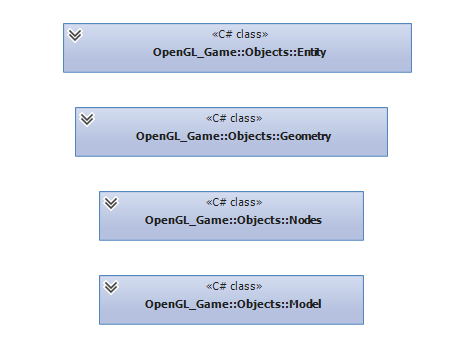 «C# class»
OpenGL_Game::Objects::Entity
«C# class»
OpenGL_Game::Objects::Geometry
«C# class»
OpenGL_Game::Objects::Nodes
«C# class»
OpenGL_Game::Objects::Model